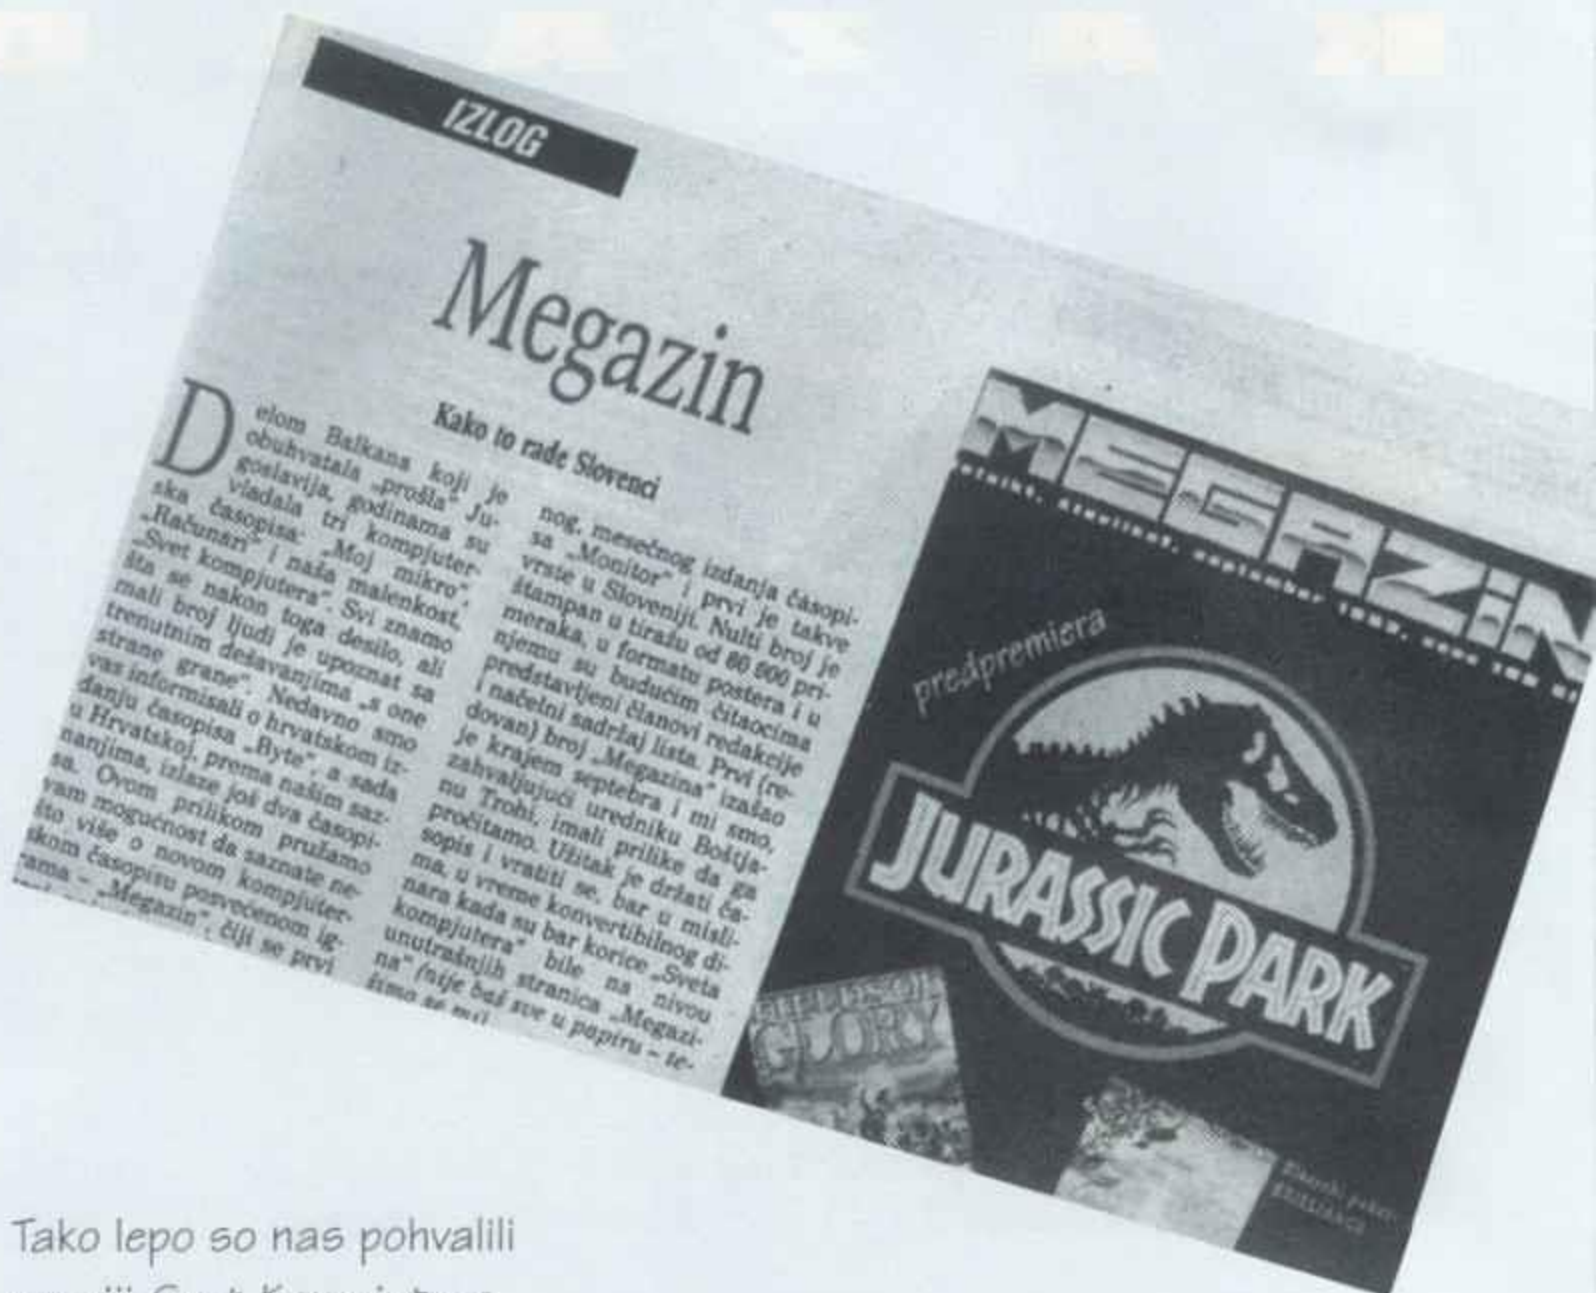 IZLOG
Megazin
Kako to rade Slovenci
Delom Balkana koji je
obuhvatala „prošla“ Ju-
goslavija, godinama su
vladala tri kompjuter-
ska časopisa: „Moj mikro“,
„Računari“ i naša malenkost,
„Svet kompjutera“. Svi znamo
šta se nakon toga desilo, ali
mali broj ljudi je upoznat sa
trenutnim dešavanjima „s one
strane grane“. Nedavno smo
vas informisali o hrvatskom iz-
danju časopisa „Byte“, a sada
u Hrvatskoj, prema našim saz-
nanjima, izlaze još dva časopi-
sa. Ovom prilikom pružamo
vam mogućnost da saznate ne-
što više o novom kompjuter-
skom časopisu posvećenom ig-
rama – „Megazin“, čiji se prvi
nog, mesečnog izdanja časopi-
sa „Monitor“ i prvi je takve
vrste u Sloveniji. Nulti broj je
štampan u tiražu od 86 600 pri-
meraka, u formatu postera i u
njemu su budućim čitaocima
predstavljeni članovi redakcije
i načelni sadržaj lista. Prvi (re-
dovan) broj „Megazina“ izašao
je krajem septebra i mi smo,
zahvaljujući uredniku Boštja-
nu Trohi, imali prilike da ga
pročitamo. Užitak je držati ča-
sopis i vratiti se, bar u misli-
ma, u vreme konvertibilnog di-
nara kada su bar korice „Sveta
kompjutera“ bile na nivou
unutrašnjih stranica „Megazi-
na“ (nije baš sve u papiru – te-
šimo se mi)
MEGAZIN
predpremiera
JURASSIC PARK
FIELDS OF
GLORY
Tako lepo so nas pohvalili